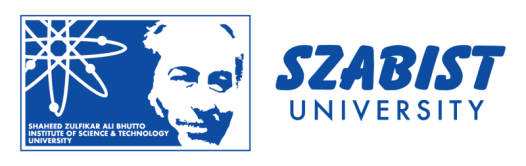 SHAHEED ZULFIKAR ALI BHUTTO
INSTITUTE OF SCIENCE & TECHNOLOGY
UNIVERSITY
SZABIST
UNIVERSITY